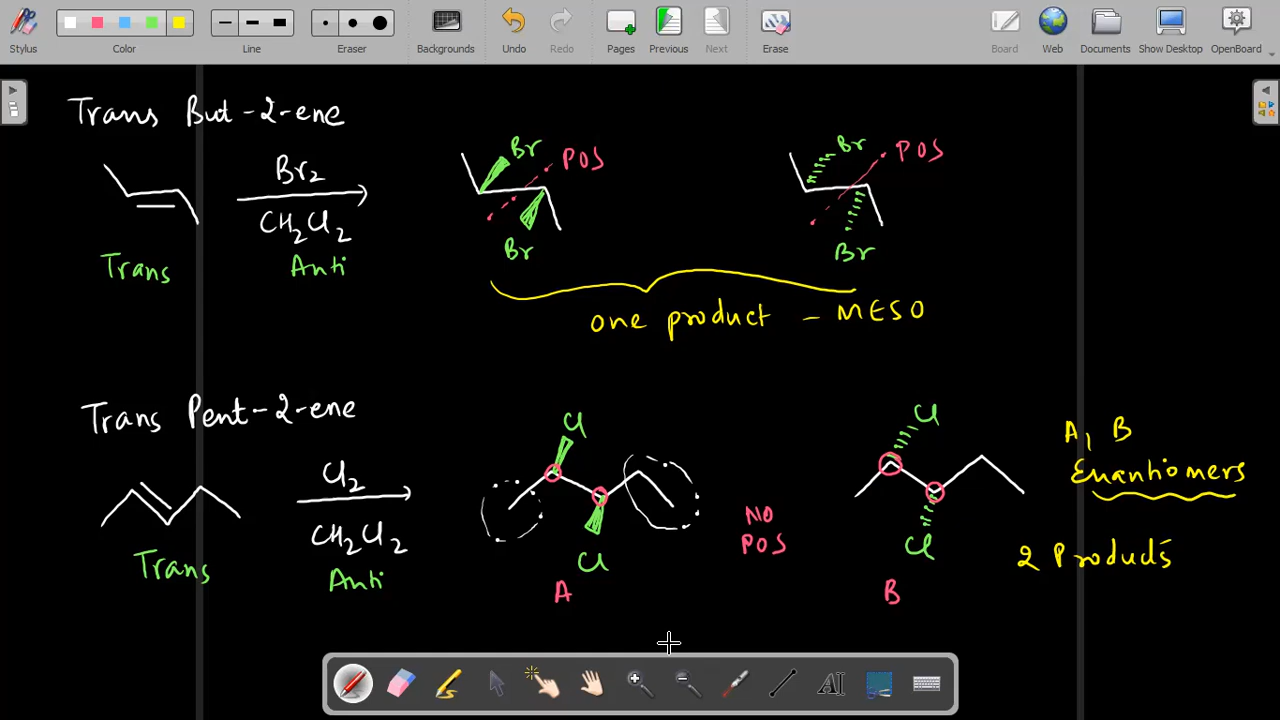 Stylus Color Line Eraser Backgrounds Undo Redo Pages Previous Next Erase Board Web Documents Show Desktop OpenBoard
Trans But-2-ene
Trans
Br2
CH2Cl2
Anti
Br
POS
Br
Br
POS
Br
one product - MESO
Trans Pent-2-ene
Trans
Cl2
CH2Cl2
Anti
Cl
Cl
A
NO
POS
Cl
Cl
B
A, B
Enantiomers
2 Products
AI